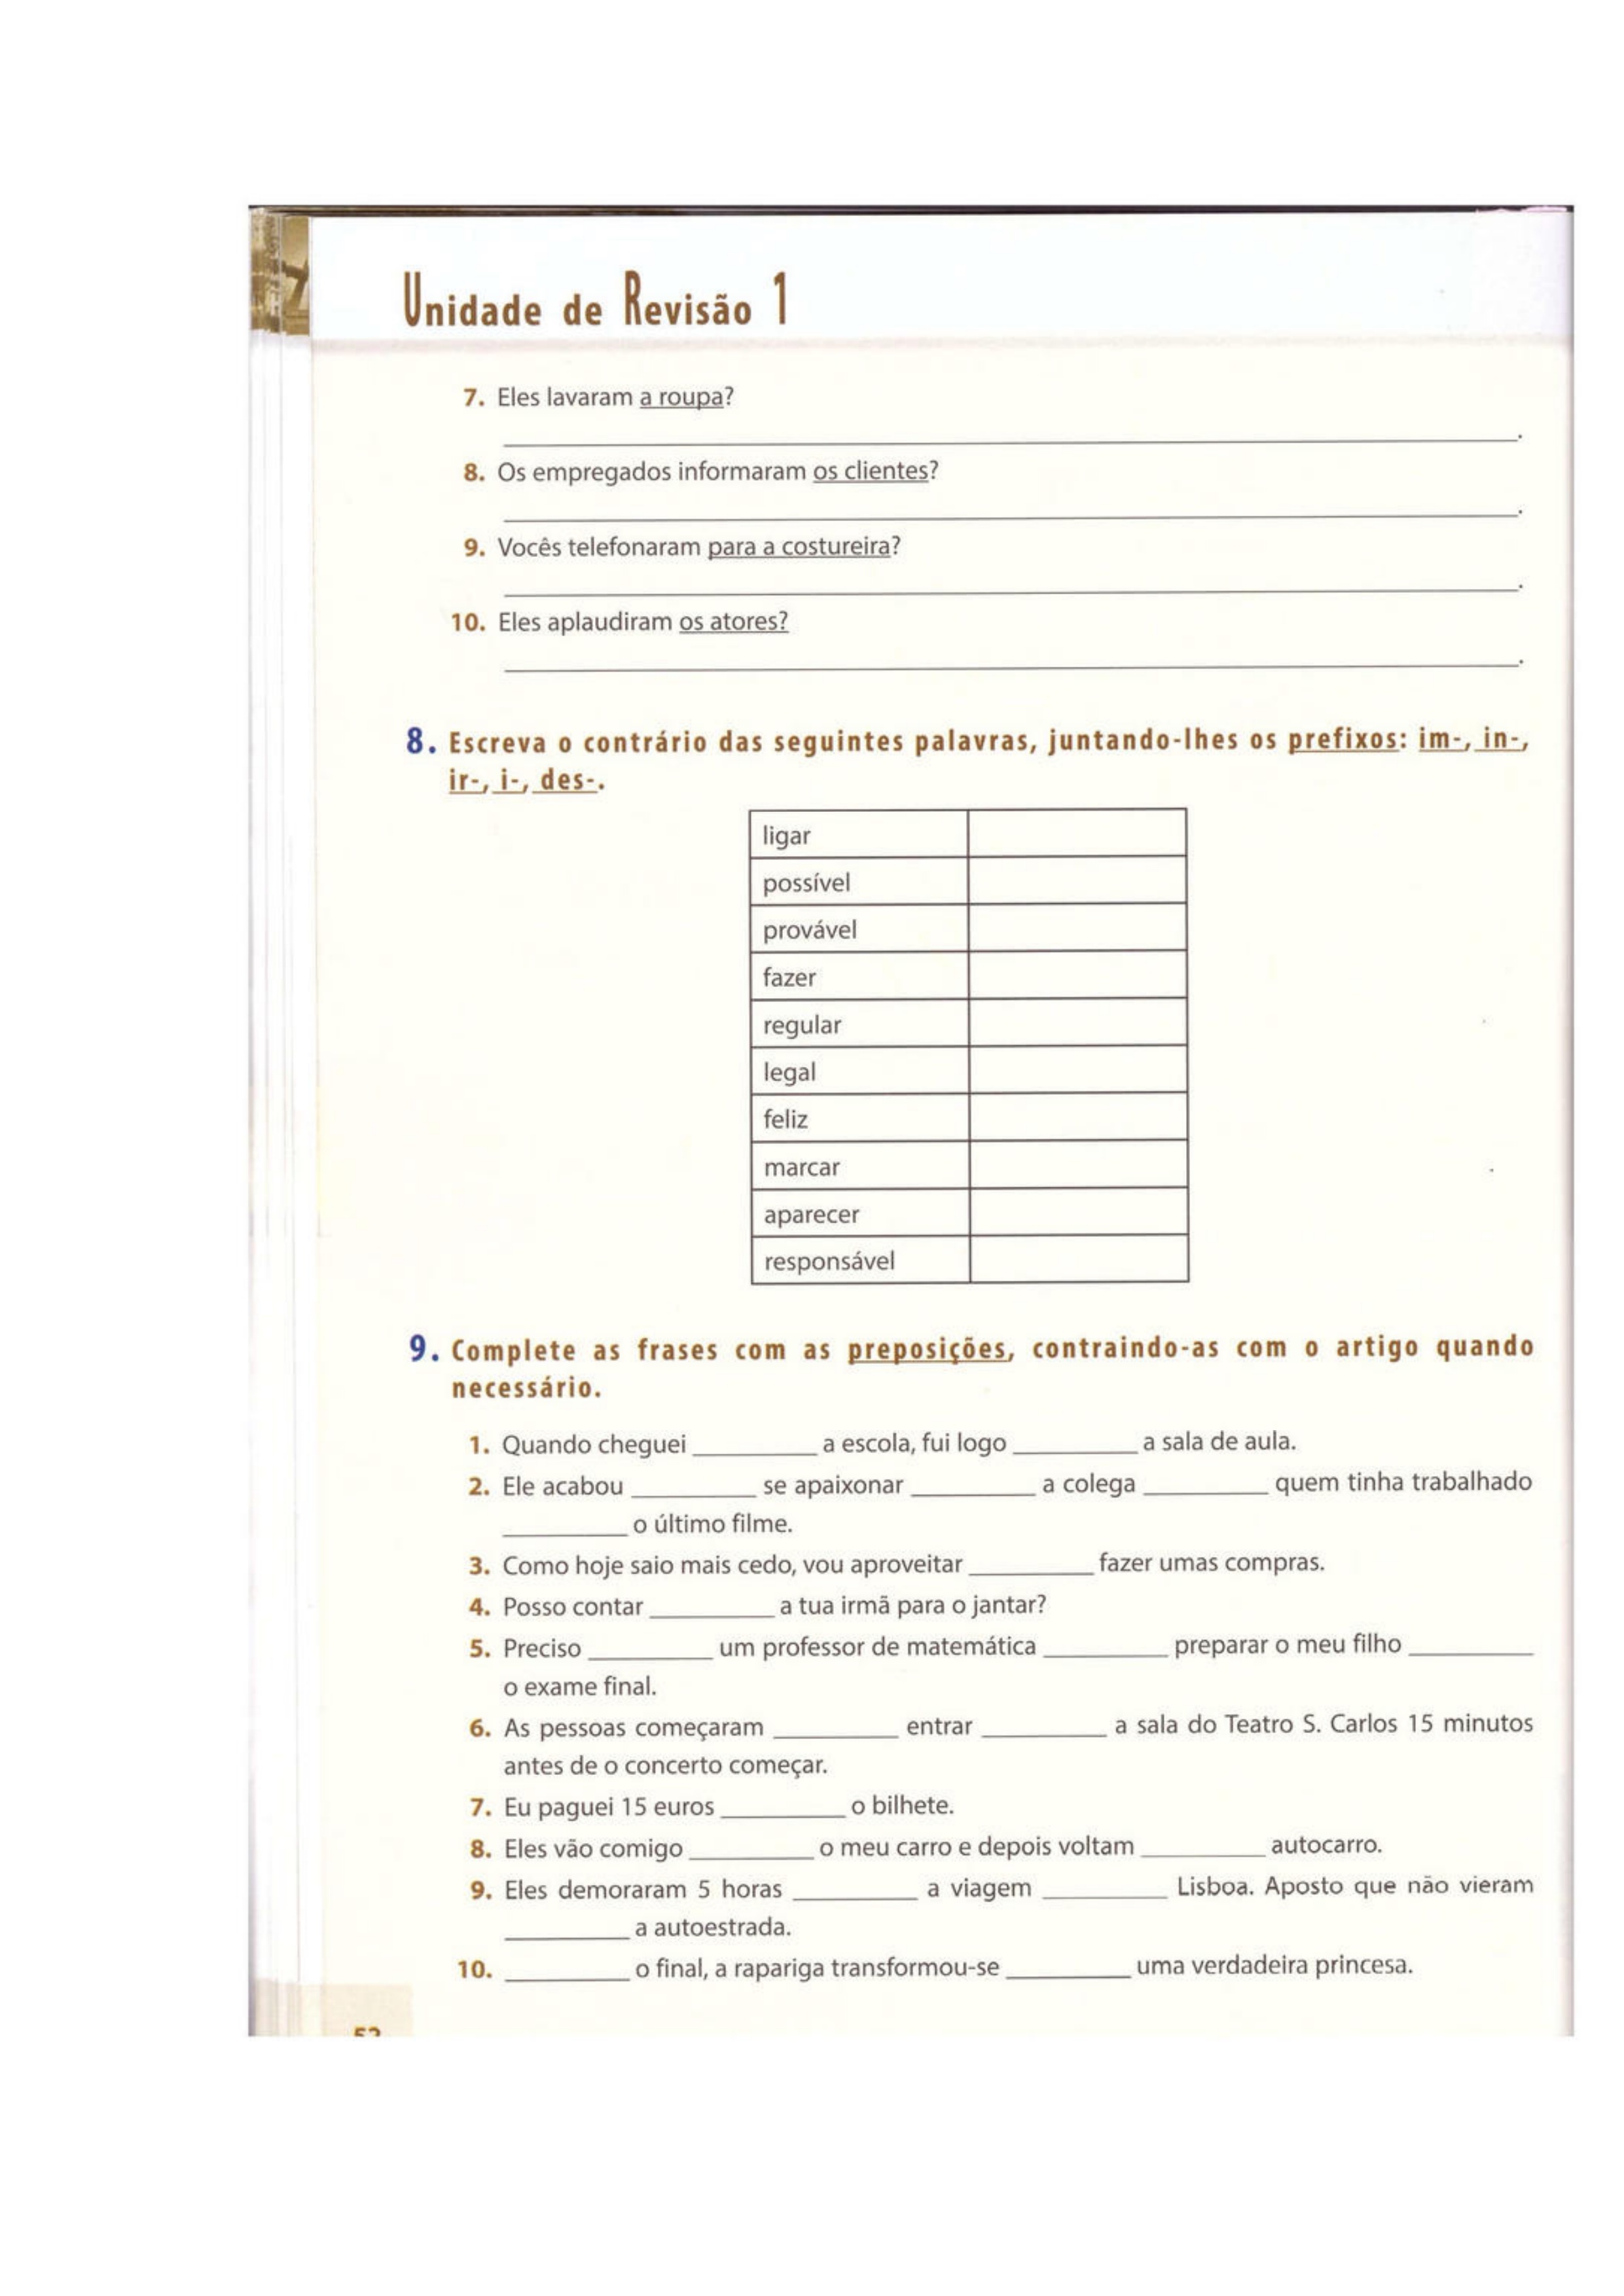 Unidade de Revisão 1
7. Eles lavaram a roupa?
____________________.
8. Os empregados informaram os clientes?
____________________.
9. Vocês telefonaram para a costureira?
____________________.
10. Eles aplaudiram os atores?
____________________.
8. Escreva o contrário das seguintes palavras, juntando-lhes os prefixos: im-, in-,
ir-, i-, des-.
ligar
possível
provável
fazer
regular
legal
feliz
marcar
aparecer
responsável
9. Complete as frases com as preposições, contraindo-as com o artigo quando
necessário.
1. Quando cheguei __________ a escola, fui logo __________ a sala de aula.
2. Ele acabou __________ se apaixonar __________ a colega __________ quem tinha trabalhado
__________ o último filme.
3. Como hoje saio mais cedo, vou aproveitar __________ fazer umas compras.
4. Posso contar __________ a tua irmã para o jantar?
5. Preciso __________ um professor de matemática __________ preparar o meu filho __________
o exame final.
6. As pessoas começaram __________ entrar __________ a sala do Teatro S. Carlos 15 minutos
antes de o concerto começar.
7. Eu paguei 15 euros __________ o bilhete.
8. Eles vão comigo __________ o meu carro e depois voltam __________ autocarro.
9. Eles demoraram 5 horas __________ a viagem __________ Lisboa. Aposto que não vieram
__________ a autoestrada.
10. __________ o final, a rapariga transformou-se __________ uma verdadeira princesa.